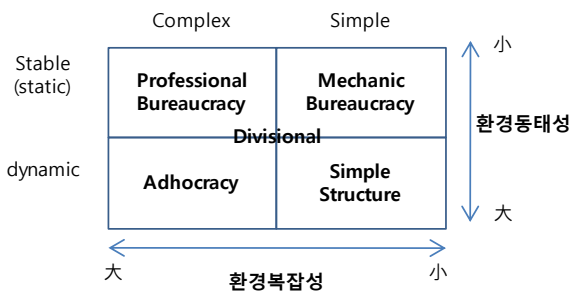 Complex
Simple
小
Stable
(static)
Professional
Bureaucracy
Mechanic
Bureaucracy
환경동태성
Divisional
dynamic
Adhocracy
Simple
Structure
大
大
환경복잡성
小